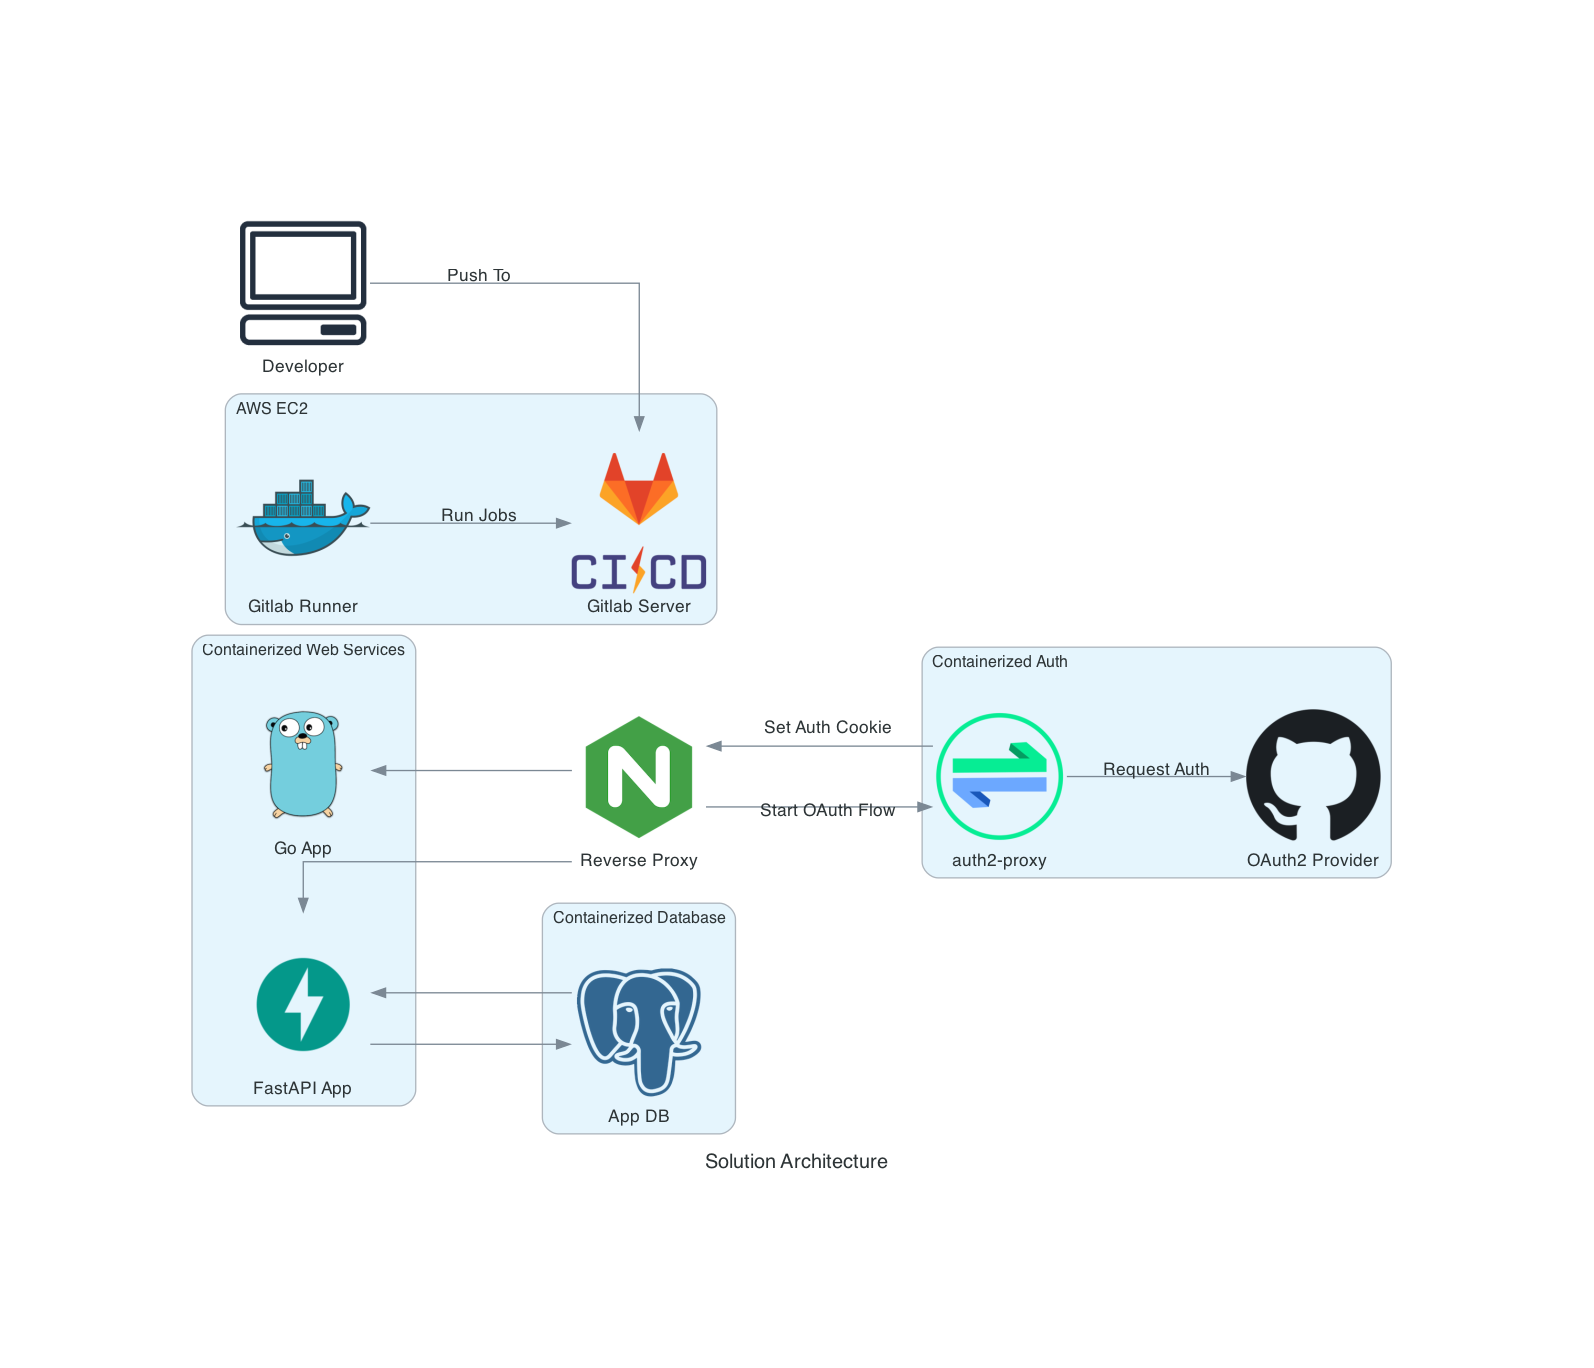 Push To
Developer
AWS EC2
Run Jobs
CI CD
Gitlab Runner
Gitlab Server
Containerized Web Services
Containerized Auth
Set Auth Cookie
Request Auth
Start OAuth Flow
Go App
Reverse Proxy
auth2-proxy
OAuth2 Provider
Containerized Database
FastAPI App
App DB
Solution Architecture